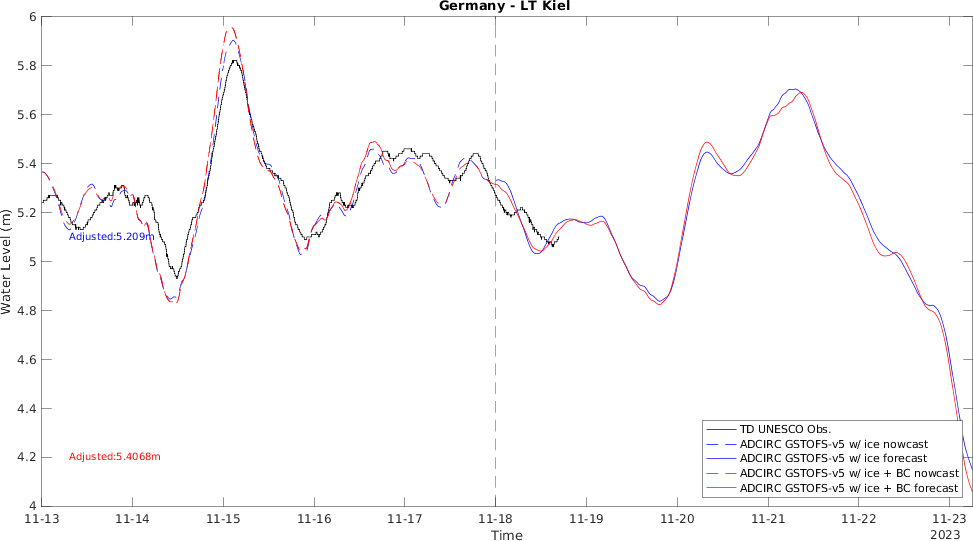 Germany - LT Kiel
6
5.8
5.6
5.4
5.2
5
4.8
4.6
4.4
4.2
4
Water Level (m)
Adjusted:5.209m
Adjusted:5.4068m
TD UNESCO Obs.
ADCIRC GSTOFS-v5 w/ ice nowcast
ADCIRC GSTOFS-v5 w/ ice forecast
ADCIRC GSTOFS-v5 w/ ice + BC nowcast
ADCIRC GSTOFS-v5 w/ ice + BC forecast
11-13 11-14 11-15 11-16 11-17 11-18 11-19 11-20 11-21 11-22 11-23
Time
2023